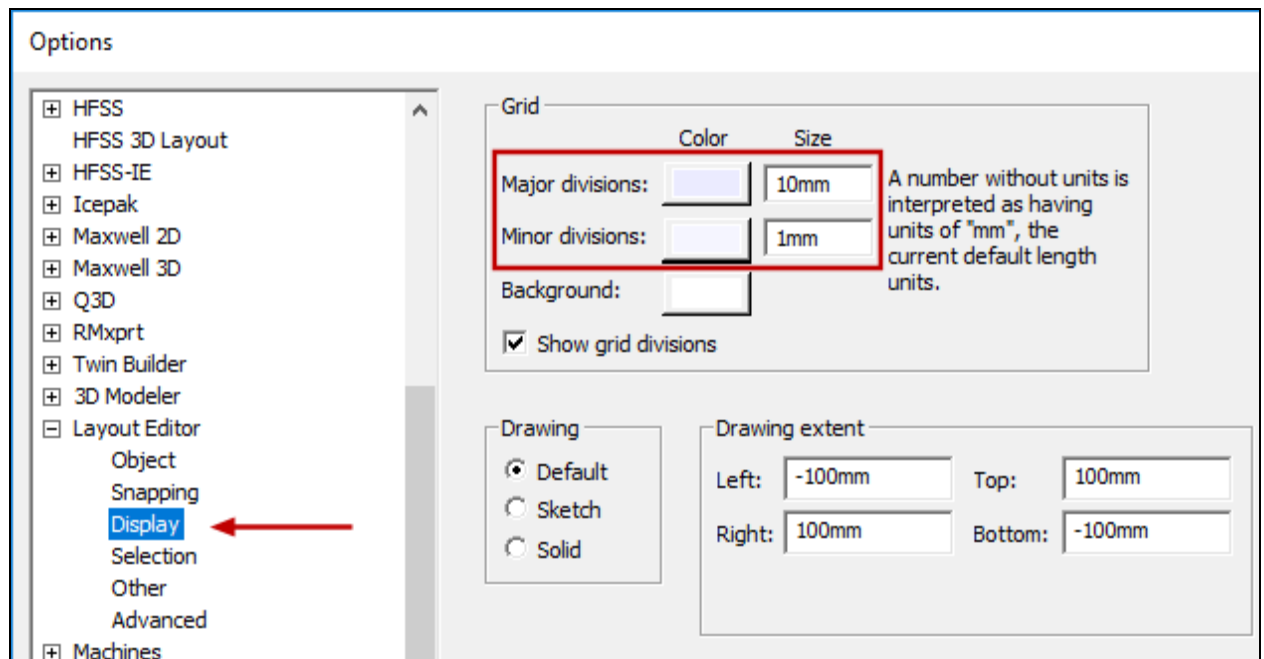 Options
HFSS
HFSS 3D Layout
HFSS-IE
Icepak
Maxwell 2D
Maxwell 3D
Q3D
RMxprt
Twin Builder
3D Modeler
Layout Editor
Object
Snapping
Display
Selection
Other
Advanced
Machines
Grid
Color Size
Major divisions: 10mm
Minor divisions: 1mm
A number without units is
interpreted as having
units of "mm", the
current default length
units.
Background:
Show grid divisions
Drawing
Default
Sketch
Solid
Drawing extent
Left: -100mm Top: 100mm
Right: 100mm Bottom: -100mm